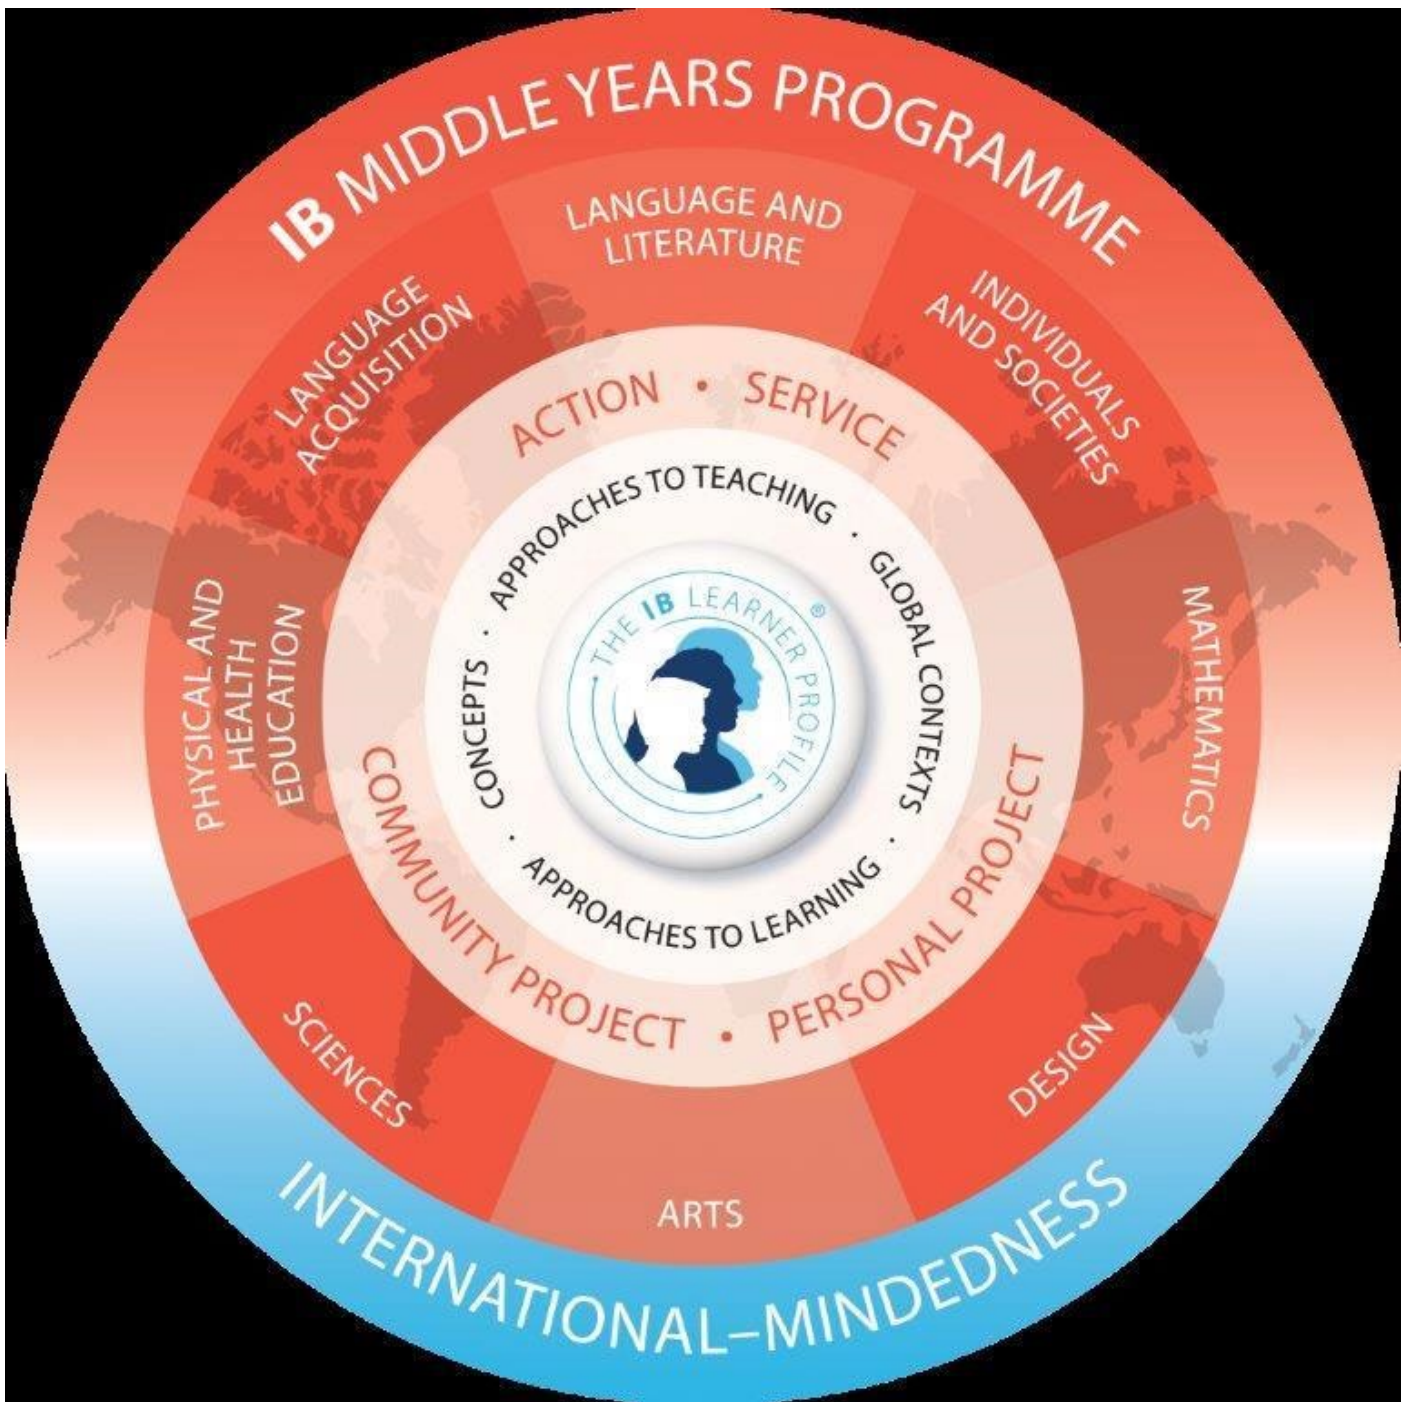 IB MIDDLE YEARS PROGRAMME
LANGUAGE AND
LITERATURE
INDIVIDUALS
AND SOCIETIES
MATHEMATICS
DESIGN
ARTS
SCIENCES
PHYSICAL AND
HEALTH
EDUCATION
LANGUAGE
ACQUISITION
ACTION • SERVICE
PERSONAL PROJECT
•
COMMUNITY PROJECT
APPROACHES TO TEACHING
· GLOBAL CONTEXTS
· APPROACHES TO LEARNING
· CONCEPTS ·
THE IB LEARNER PROFILE ®
INTERNATIONAL–MINDEDNESS